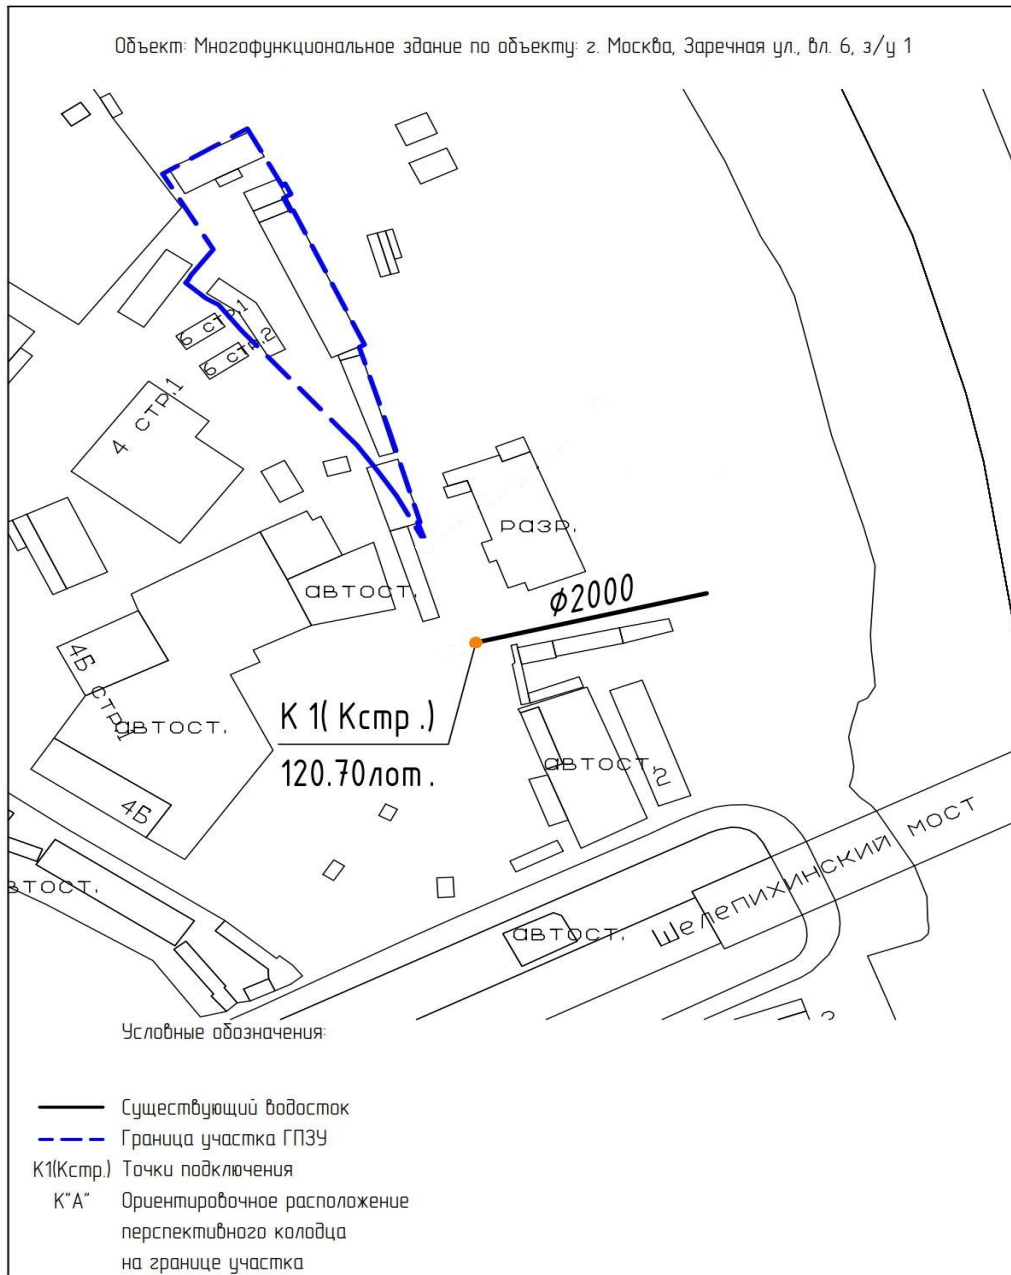 Объект: Многофункциональное здание по объекту: г. Москва, Заречная ул., вл. 6, з/у 1
6 стр.1
6 стр.2
4 стр.1
разр.
автост.
ϕ2000
4Б стр.1
К 1( Кстр .)
автост.
120.70лот .
автост.
2
4Б
Шелепихинский мост
втост.
автост.
Условные обозначения:
Существующий водосток
Граница участка ГПЗУ
К1(Кстр.) Точки подключения
К"А" Ориентировочное расположение
перспективного колодца
на границе участка